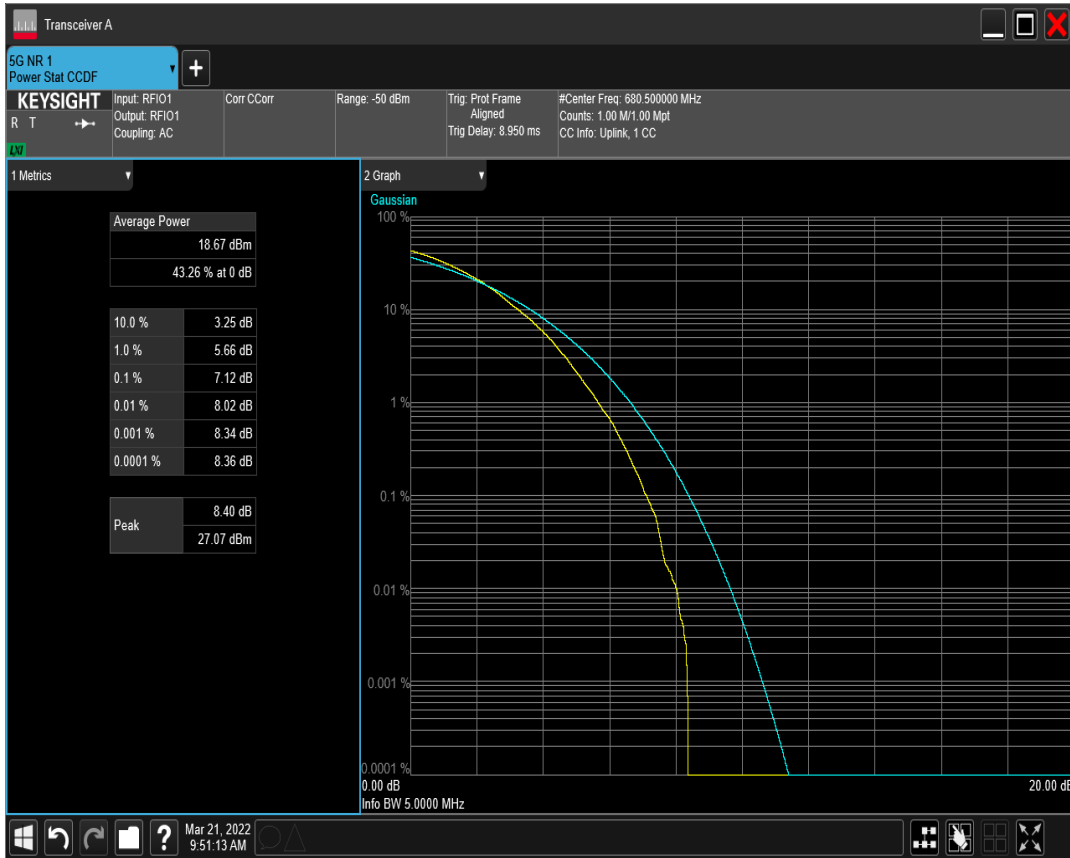 Transceiver A
5G NR 1
Power Stat CCDF
KEYSIGHT
R T
LXI
Input: RFIO1
Output: RFIO1
Coupling: AC
Corr CCorr
Range: -50 dBm
Trig: Prot Frame
Aligned
Trig Delay: 8.950 ms
#Center Freq: 680.500000 MHz
Counts: 1.00 M/1.00 Mpt
CC Info: Uplink, 1 CC
1 Metrics
Average Power
18.67 dBm
43.26 % at 0 dB
10.0 % 3.25 dB
1.0 % 5.66 dB
0.1 % 7.12 dB
0.01 % 8.02 dB
0.001 % 8.34 dB
0.0001 % 8.36 dB
Peak
8.40 dB
27.07 dBm
2 Graph
Gaussian
100 %
10 %
1 %
0.1 %
0.01 %
0.001 %
0.0001 %
0.00 dB 20.00 dB
Info BW 5.0000 MHz
?
Mar 21, 2022
9:51:13 AM